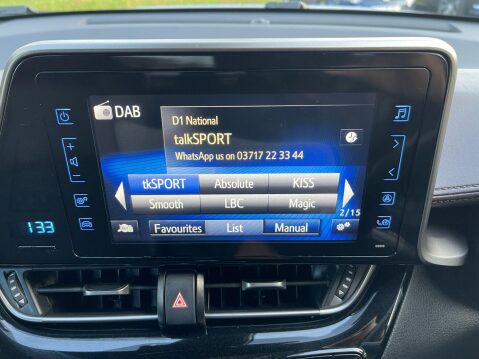 DAB
D1 National
talkSPORT
WhatsApp us on 03717 22 33 44
tkSPORT Absolute KISS
Smooth LBC Magic
2/15
Favourites List Manual
133